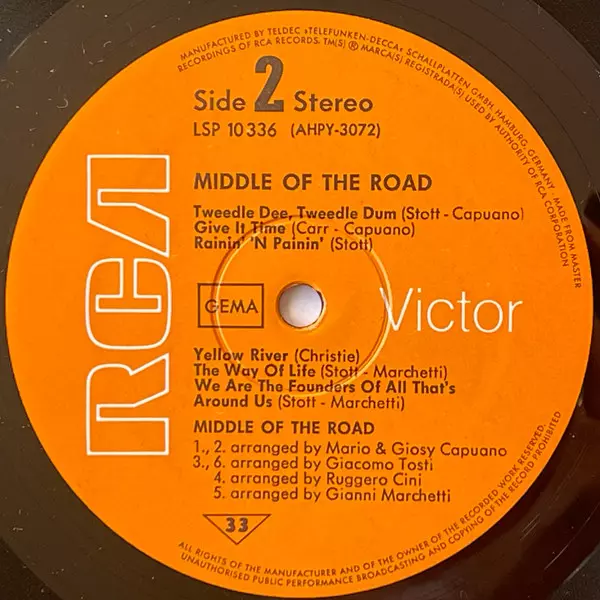 MANUFACTURED BY TELDEC »TELEFUNKEN-DECCA« SCHALLPLATTEN GMBH, HAMBURG, GERMANY · MADE FROM MASTER
RECORDINGS OF RCA RECORDS. TM(S) ® MARCA(S) REGISTRADA(S) USED BY AUTHORITY OF RCA CORPORATION
Side 2 Stereo
LSP 10336 (AHPY-3072)
MIDDLE OF THE ROAD
Tweedle Dee, Tweedle Dum (Stott - Capuano)
Give It Time (Carr - Capuano)
Rainin' 'N Painin' (Stott)
RCA
GEMA
Victor
Yellow River (Christie)
The Way Of Life (Stott - Marchetti)
We Are The Founders Of All That's
Around Us (Stott - Marchetti)
MIDDLE OF THE ROAD
1., 2. arranged by Mario & Giosy Capuano
3., 6. arranged by Giacomo Tosti
4. arranged by Ruggero Cini
5. arranged by Gianni Marchetti
33
ALL RIGHTS OF THE MANUFACTURER AND OF THE OWNER OF THE RECORDED WORK RESERVED.
UNAUTHORISED PUBLIC PERFORMANCE BROADCASTING AND COPYING OF THIS RECORD PROHIBITED